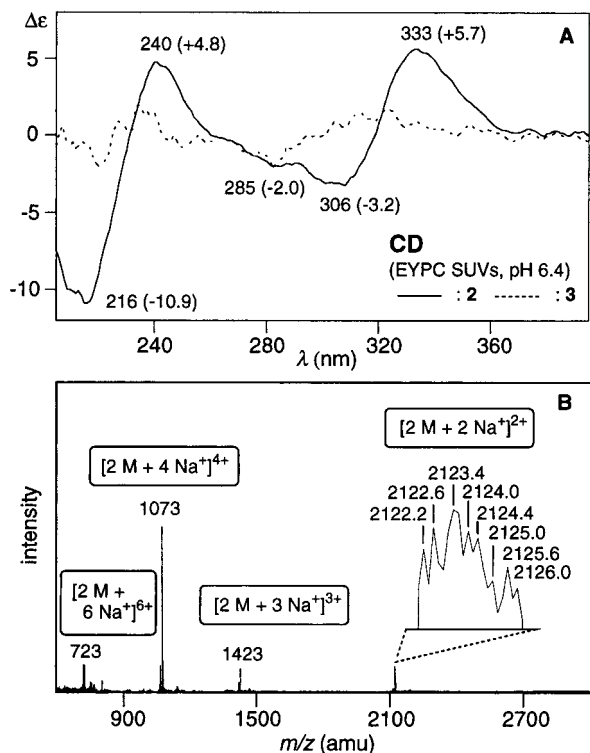 Δε
A
240 (+4.8)
333 (+5.7)
5
0
-5
-10
285 (-2.0)
306 (-3.2)
216 (-10.9)
CD
(EYPC SUVs, pH 6.4)
: 2 : 3
240 280 320 360
λ (nm)
B
[2 M + 2 Na⁺]²⁺
[2 M + 4 Na⁺]⁴⁺
2123.4
2122.6 2124.0
2122.2 2124.4
2125.0
2125.6
2126.0
1073
intensity
[2 M +
6 Na⁺]⁶⁺
[2 M + 3 Na⁺]³⁺
723
1423
900 1500 2100 2700
m/z (amu)